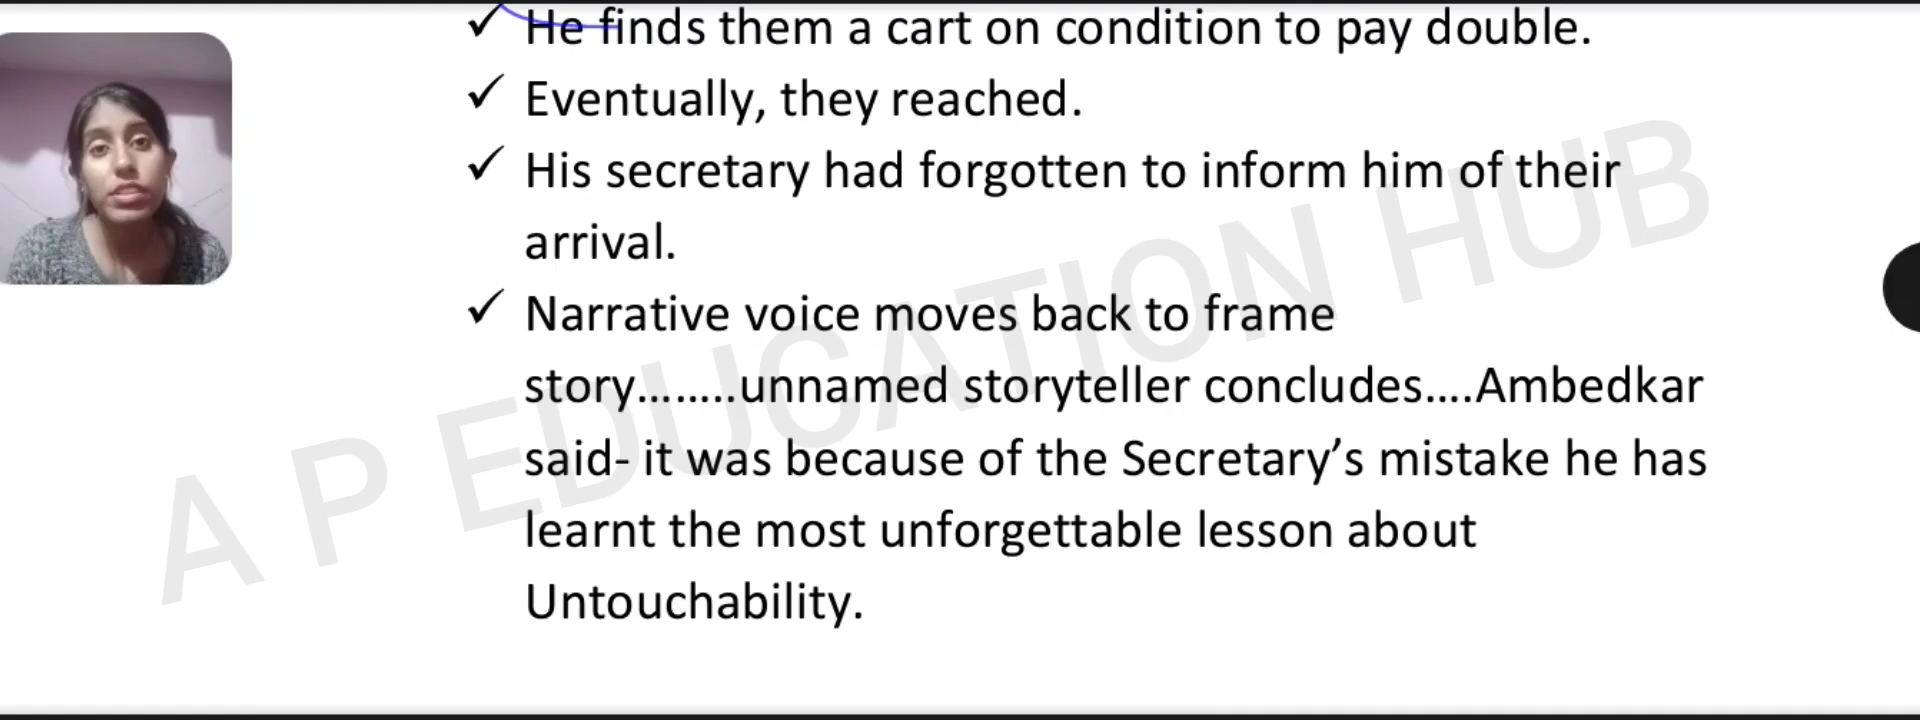 ✓ He finds them a cart on condition to pay double.
✓ Eventually, they reached.
✓ His secretary had forgotten to inform him of their
arrival.
✓ Narrative voice moves back to frame
story........unnamed storyteller concludes....Ambedkar
said- it was because of the Secretary’s mistake he has
learnt the most unforgettable lesson about
Untouchability.
A P EDUCATION HUB